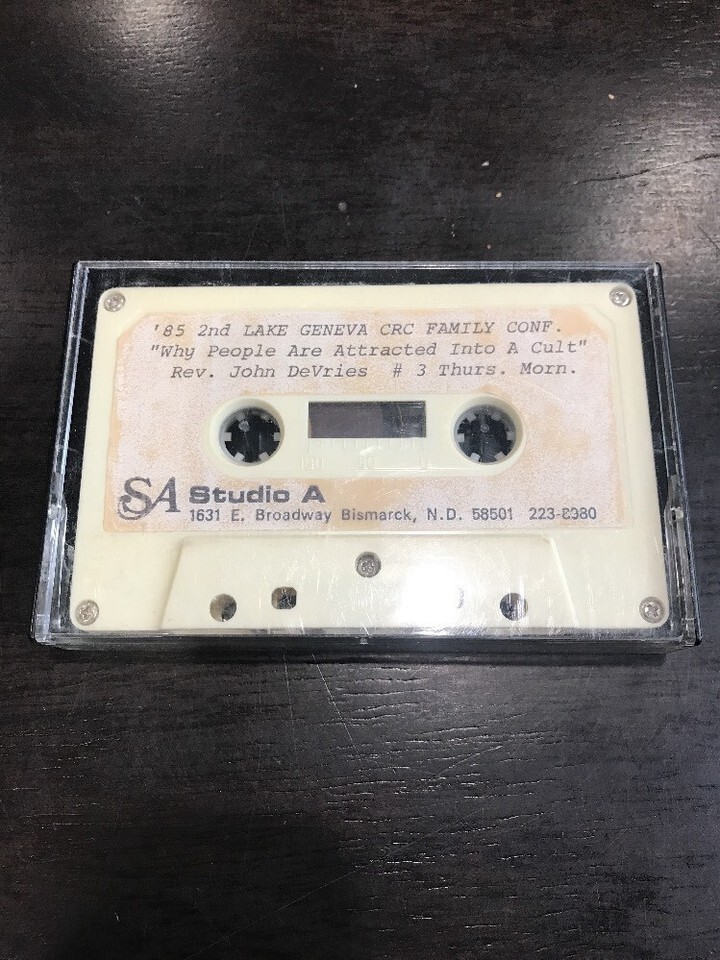 '85 2nd LAKE GENEVA CRC FAMILY CONF.
"Why People Are Attracted Into A Cult"
Rev. John DeVries # 3 Thurs. Morn.
SA Studio A
1631 E. Broadway Bismarck, N.D. 58501